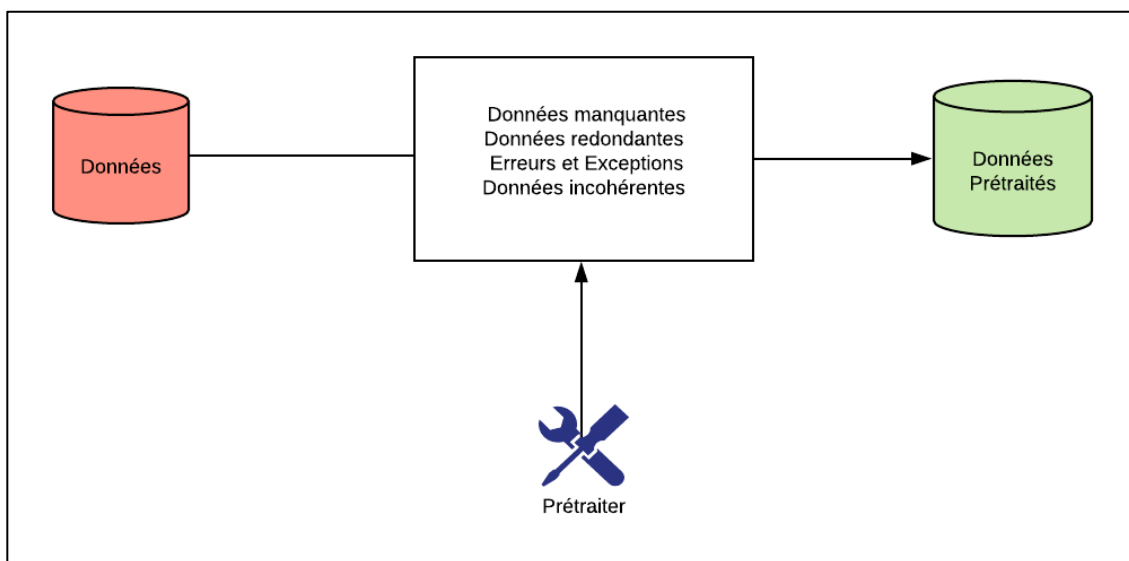 Données
Données manquantes
Données redondantes
Erreurs et Exceptions
Données incohérentes
Données
Prétraités
Prétraiter